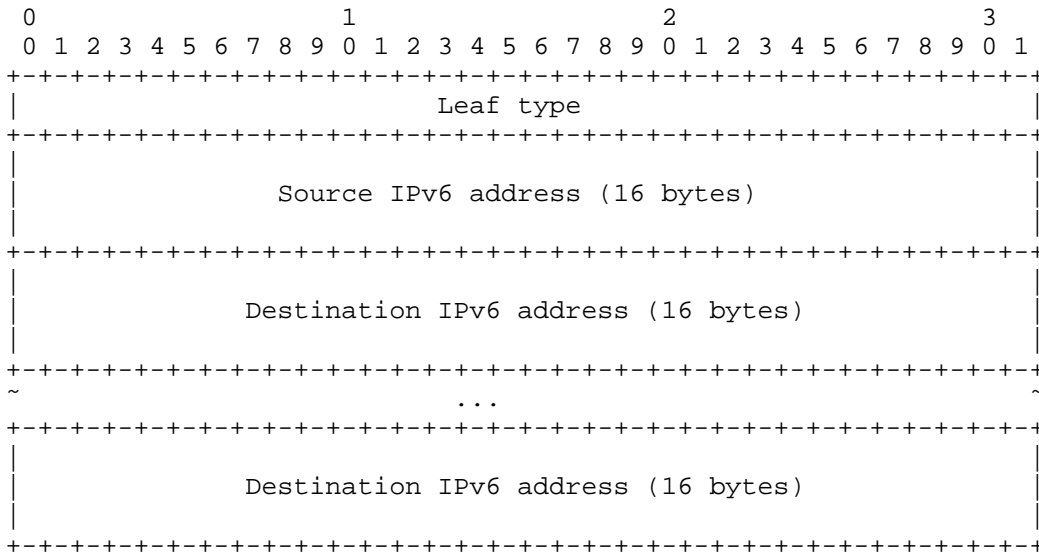 0                   1                   2                   3
 0 1 2 3 4 5 6 7 8 9 0 1 2 3 4 5 6 7 8 9 0 1 2 3 4 5 6 7 8 9 0 1
+-+-+-+-+-+-+-+-+-+-+-+-+-+-+-+-+-+-+-+-+-+-+-+-+-+-+-+-+-+-+-+-+
|                          Leaf type                            |
+-+-+-+-+-+-+-+-+-+-+-+-+-+-+-+-+-+-+-+-+-+-+-+-+-+-+-+-+-+-+-+-+
|                                                               |
|                Source IPv6 address (16 bytes)                 |
|                                                               |
+-+-+-+-+-+-+-+-+-+-+-+-+-+-+-+-+-+-+-+-+-+-+-+-+-+-+-+-+-+-+-+-+
|                                                               |
|              Destination IPv6 address (16 bytes)              |
|                                                               |
+-+-+-+-+-+-+-+-+-+-+-+-+-+-+-+-+-+-+-+-+-+-+-+-+-+-+-+-+-+-+-+-+
~                           ...                                 ~
+-+-+-+-+-+-+-+-+-+-+-+-+-+-+-+-+-+-+-+-+-+-+-+-+-+-+-+-+-+-+-+-+
|                                                               |
|              Destination IPv6 address (16 bytes)              |
|                                                               |
+-+-+-+-+-+-+-+-+-+-+-+-+-+-+-+-+-+-+-+-+-+-+-+-+-+-+-+-+-+-+-+-+